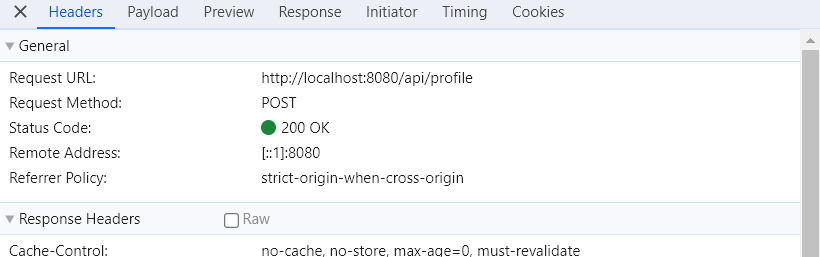 Headers Payload Preview Response Initiator Timing Cookies
General
Request URL: http://localhost:8080/api/profile
Request Method: POST
Status Code: 200 OK
Remote Address: [::1]:8080
Referrer Policy: strict-origin-when-cross-origin
Response Headers Raw
Cache-Control: no-cache, no-store, max-age=0, must-revalidate